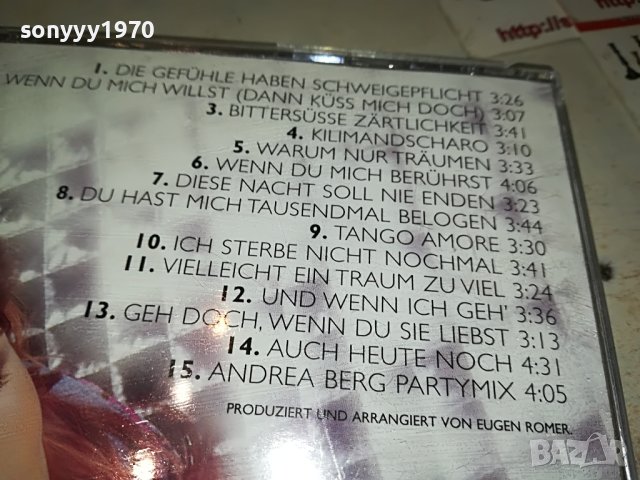 sonyyy1970
http://
http://s
1. DIE GEFÜHLE HABEN SCHWEIGEPFLICHT 3:26
WENN DU MICH WILLST (DANN KÜSS MICH DOCH) 3:07
3. BITTERSÜSSE ZÄRTLICHKEIT 3:41
4. KILIMANDSCHARO 3:10
5. WARUM NUR TRÄUMEN 3:33
6. WENN DU MICH BERÜHRST 4:06
7. DIESE NACHT SOLL NIE ENDEN 3:23
8. DU HAST MICH TAUSENDMAL BELOGEN 3:44
9. TANGO AMORE 3:30
10. ICH STERBE NICHT NOCHMAL 3:41
11. VIELLEICHT EIN TRAUM ZU VIEL 3:24
12. UND WENN ICH GEH' 3:36
13. GEH DOCH, WENN DU SIE LIEBST 3:13
14. AUCH HEUTE NOCH 4:31
15. ANDREA BERG PARTYMIX 4:05
PRODUZIERT UND ARRANGIERT VON EUGEN ROMER.
BAZAR